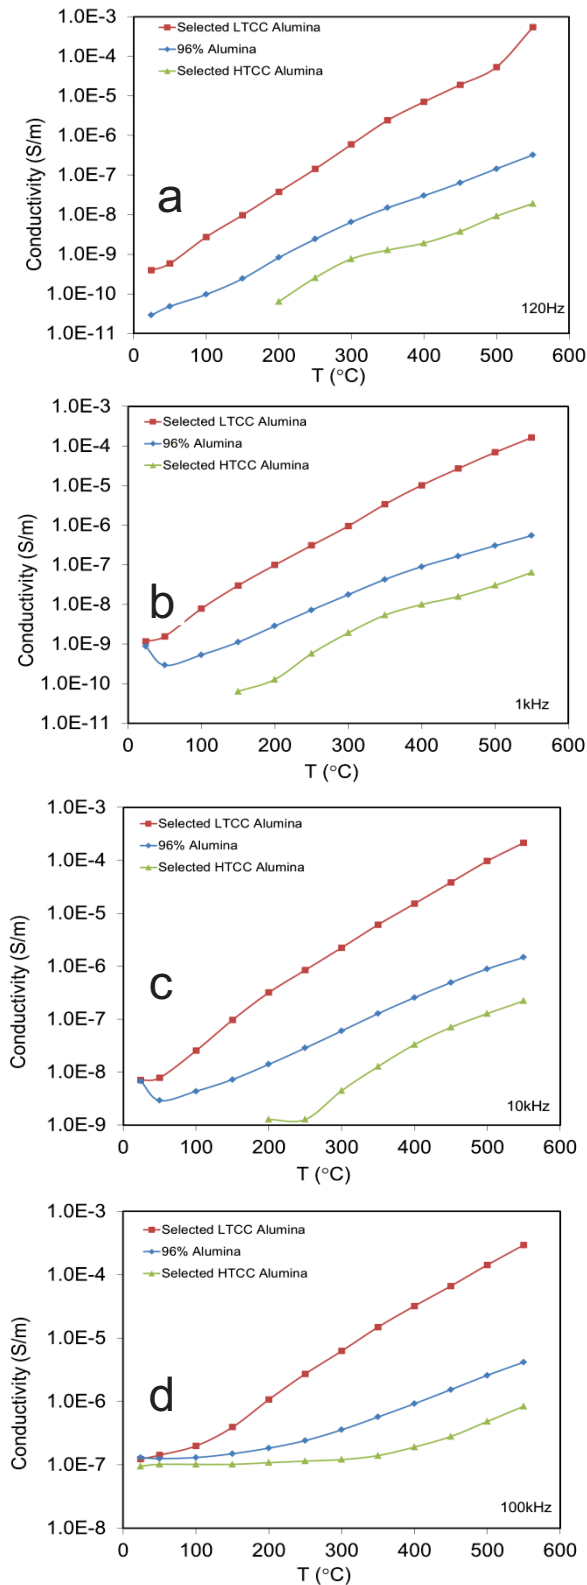 1.0E-3
Selected LTCC Alumina
1.0E-4
96% Alumina
1.0E-5
Selected HTCC Alumina
1.0E-6
1.0E-7
1.0E-8
1.0E-9
1.0E-10
1.0E-11
Conductivity (S/m)
a
120Hz
0 100 200 300 400 500 600
T (°C)
1.0E-3
Selected LTCC Alumina
1.0E-4
96% Alumina
1.0E-5
Selected HTCC Alumina
1.0E-6
1.0E-7
1.0E-8
1.0E-9
1.0E-10
1.0E-11
Conductivity (S/m)
b
1kHz
0 100 200 300 400 500 600
T (°C)
1.0E-3
Selected LTCC Alumina
1.0E-4
96% Alumina
Selected HTCC Alumina
1.0E-5
1.0E-6
1.0E-7
1.0E-8
1.0E-9
Conductivity (S/m)
c
10kHz
0 100 200 300 400 500 600
T (°C)
1.0E-3
Selected LTCC Alumina
96% Alumina
1.0E-4
Selected HTCC Alumina
1.0E-5
1.0E-6
1.0E-7
1.0E-8
Conductivity (S/m)
d
100kHz
0 100 200 300 400 500 600
T (°C)